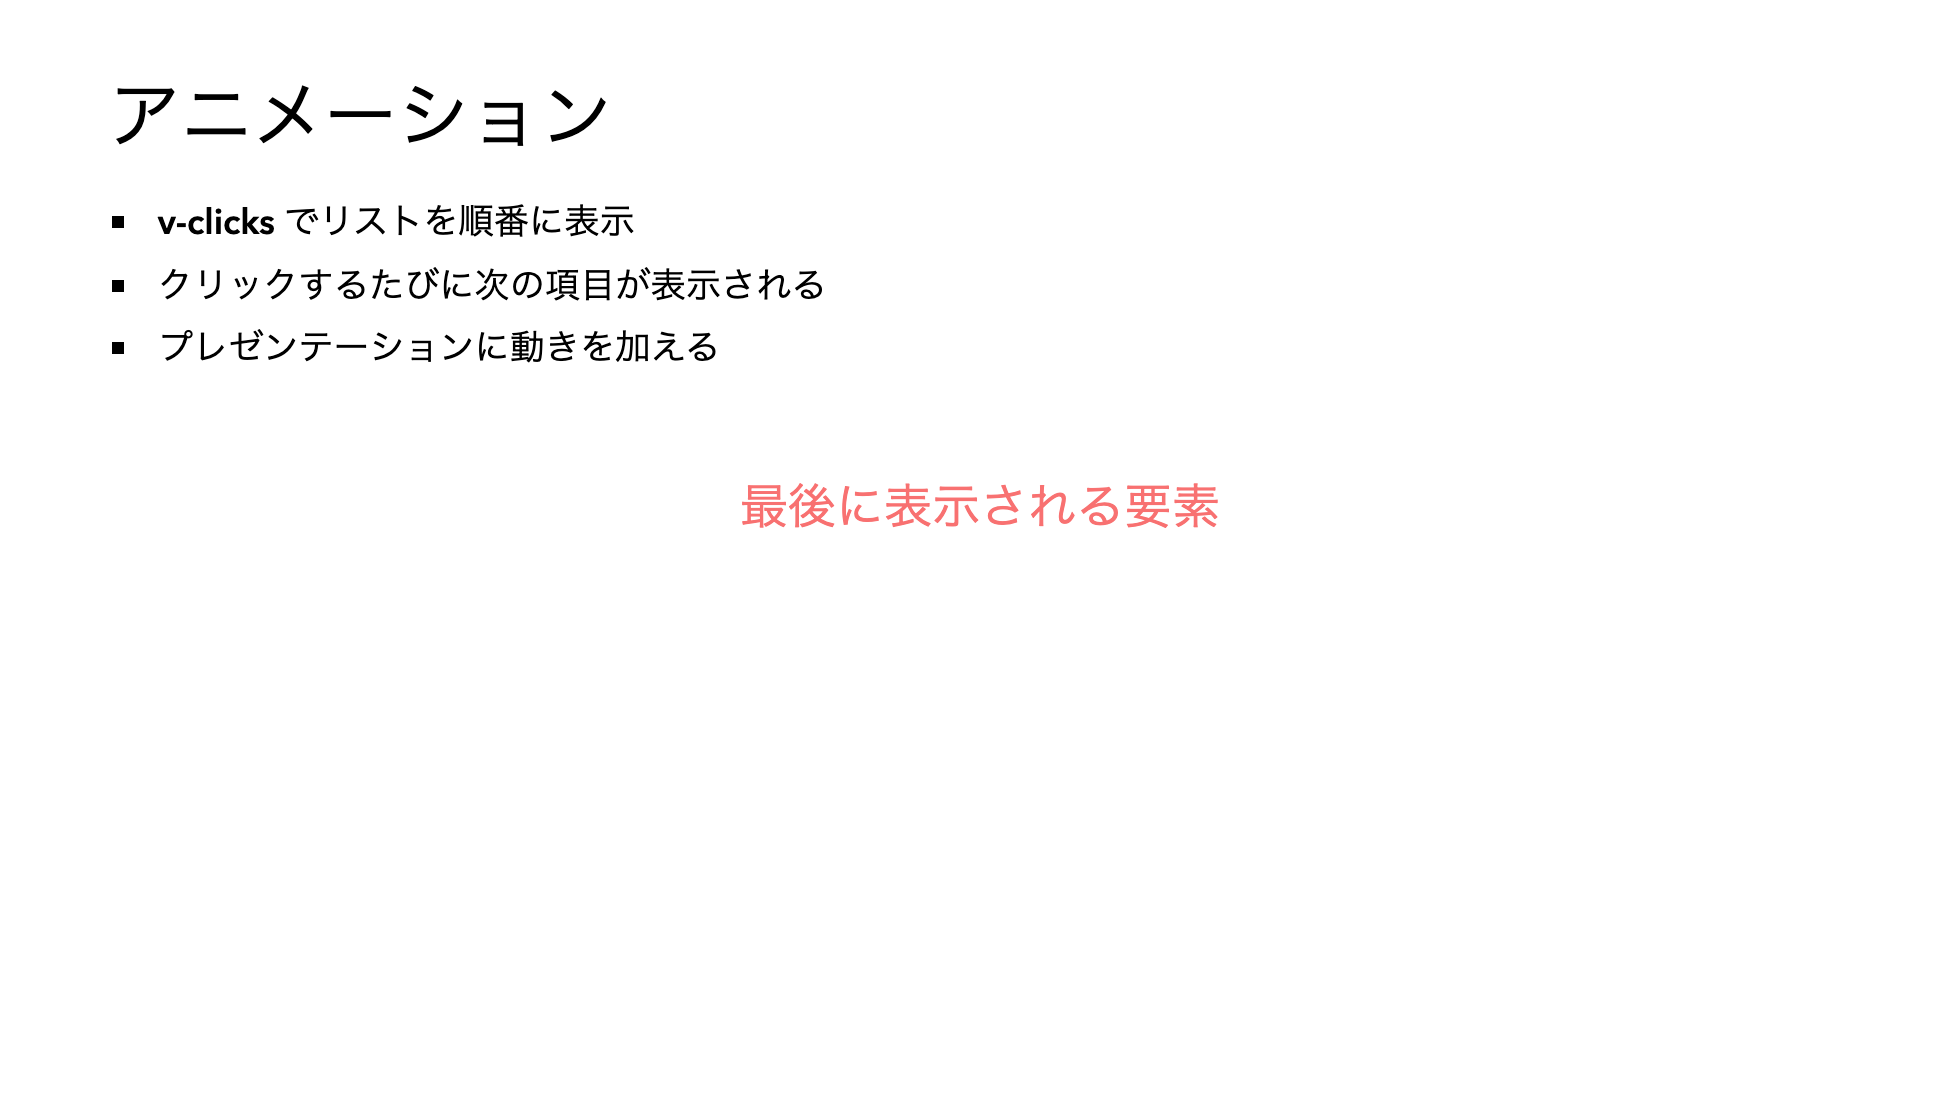 アニメーション
v-clicks でリストを順番に表示
クリックするたびに次の項目が表示される
プレゼンテーションに動きを加える
最後に表示される要素